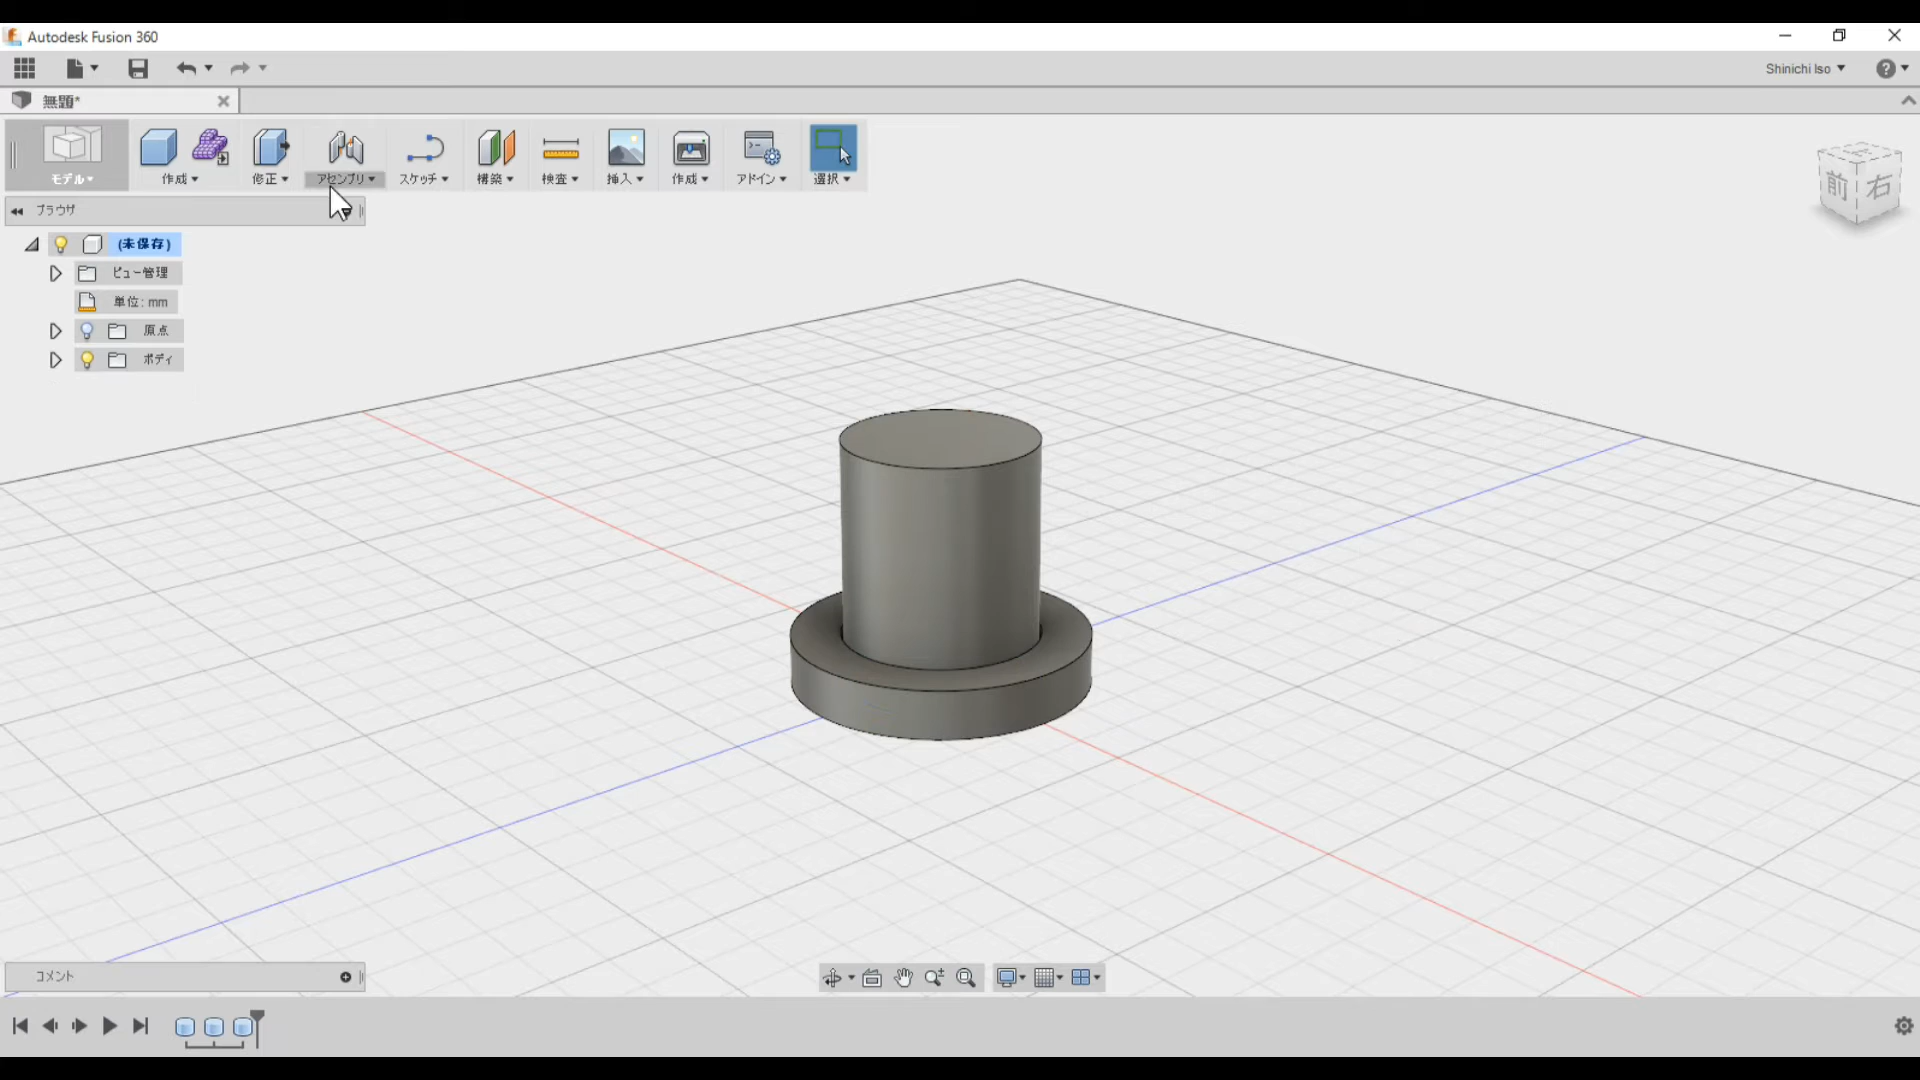 Autodesk Fusion 360
Shinichi Iso
無題*
モデル
作成
修正
アセンブリ
スケッチ
構築
検査
挿入
作成
アドイン
選択
ブラウザ
(未保存)
ビュー管理
単位: mm
原点
ボディ
上
前
右
コメント